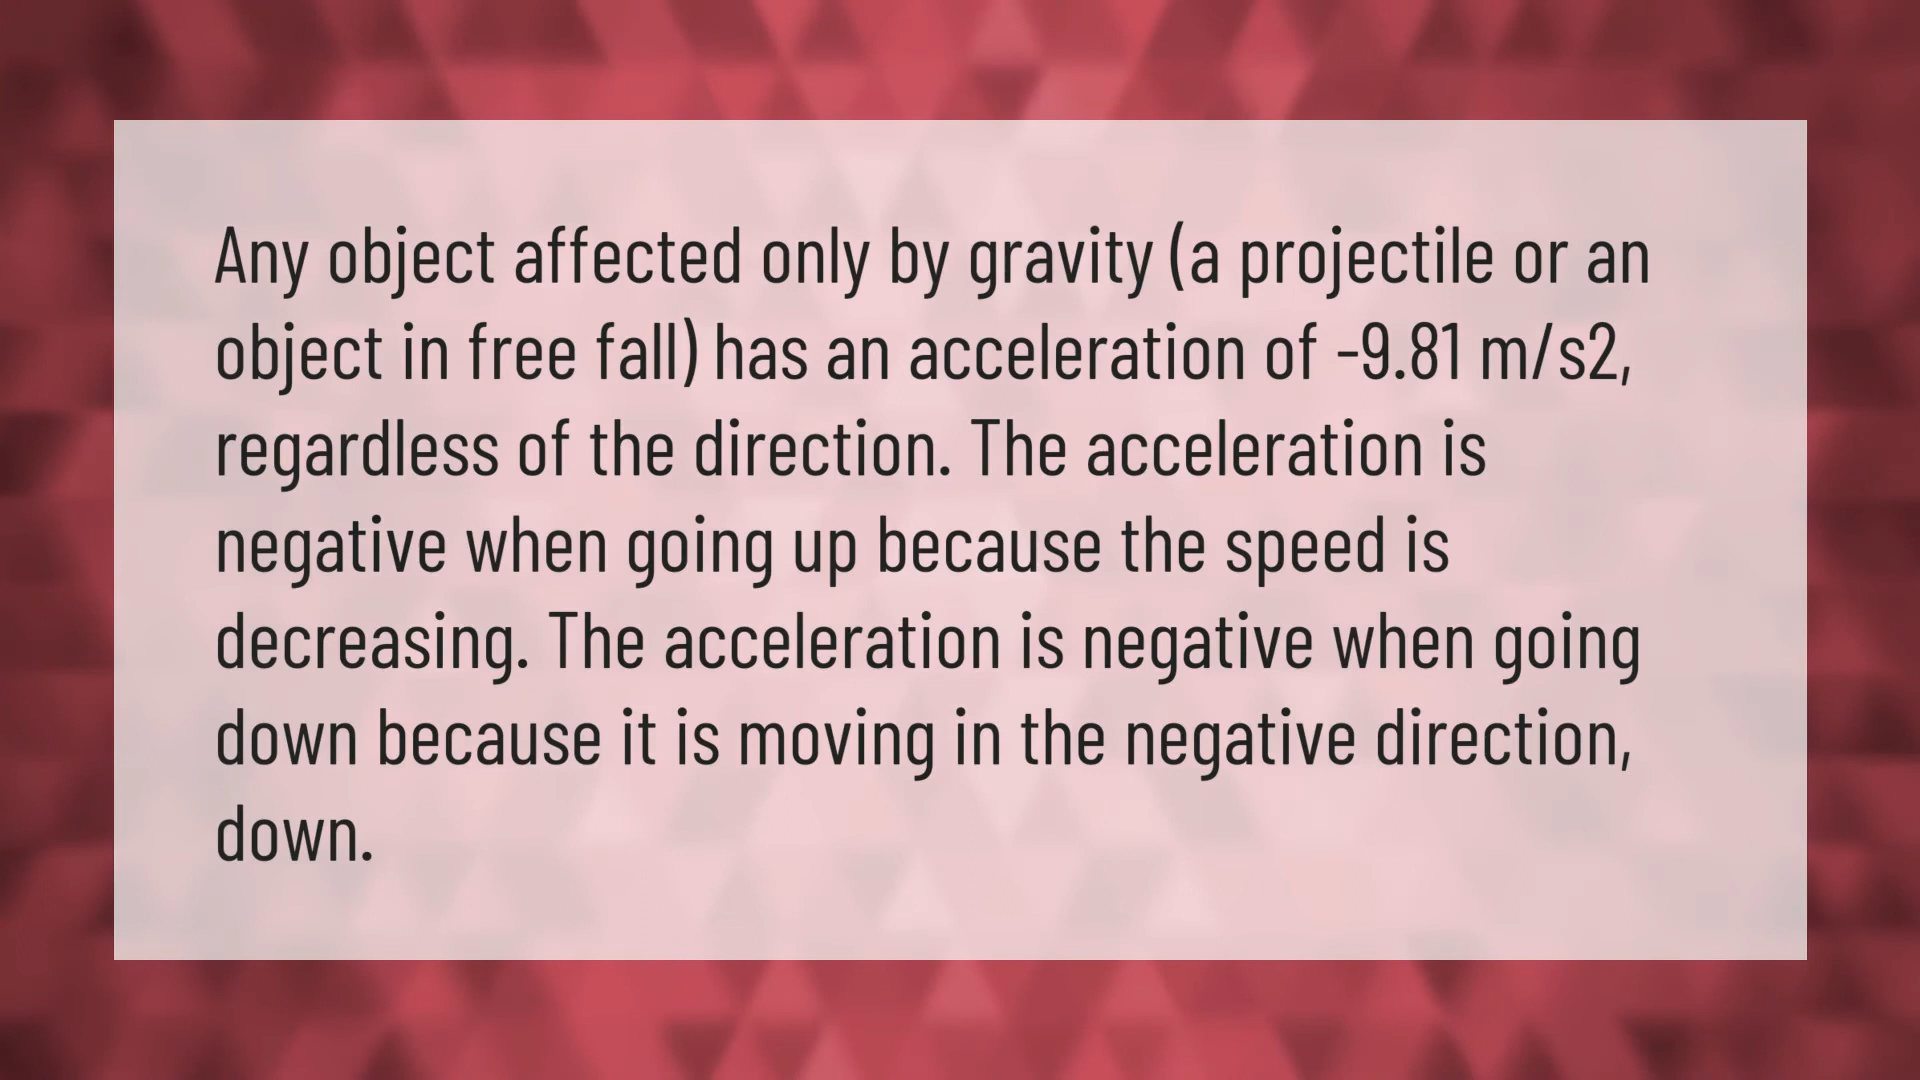 Any object affected only by gravity (a projectile or an
object in free fall) has an acceleration of -9.81 m/s2,
regardless of the direction. The acceleration is
negative when going up because the speed is
decreasing. The acceleration is negative when going
down because it is moving in the negative direction,
down.